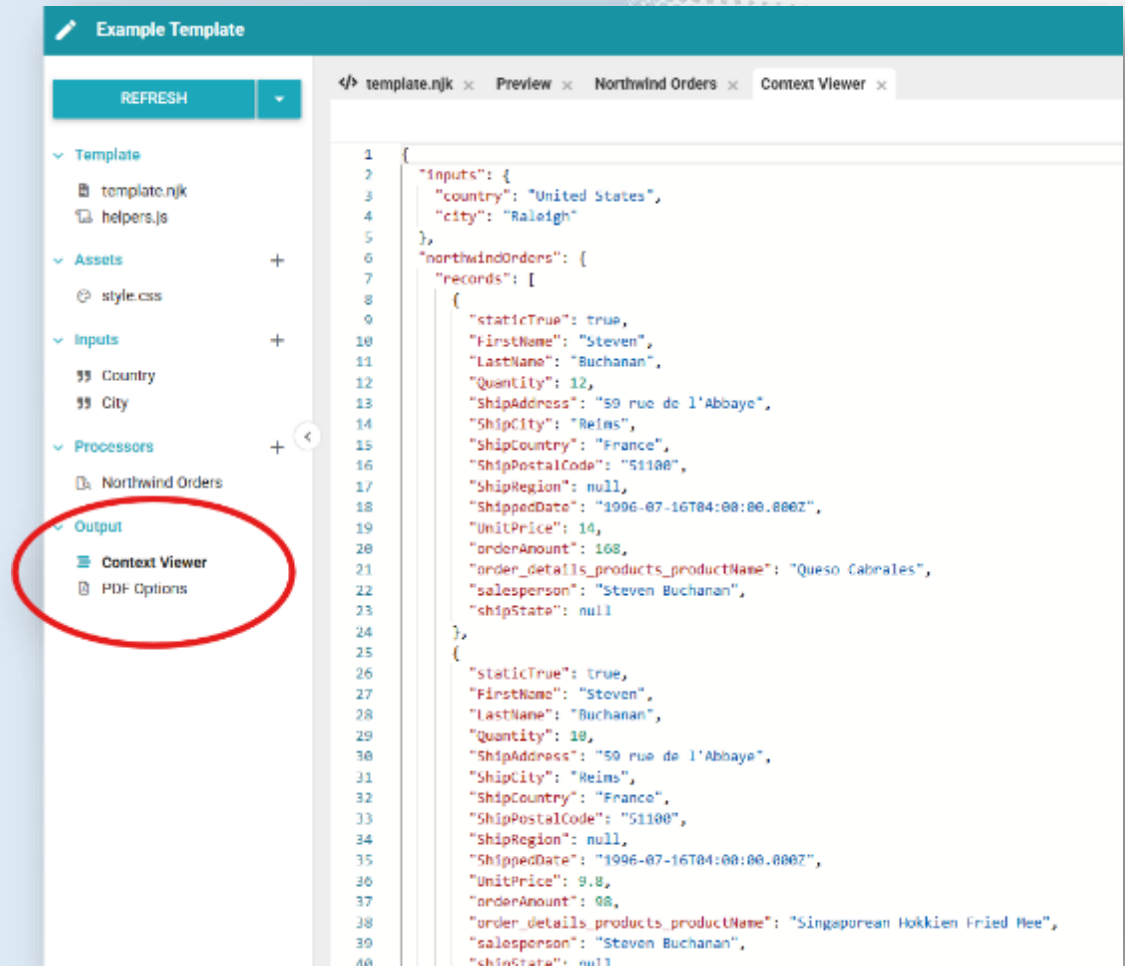 Example Template
REFRESH
Template
template.njk
helpers.js
Assets
style.css
Inputs
Country
City
Processors
Northwind Orders
Output
Context Viewer
PDF Options
</> template.njk × Preview × Northwind Orders × Context Viewer ×
1 {
2 "inputs": {
3 "country": "United States",
4 "city": "Raleigh"
5 },
6 "northwindOrders": {
7 "records": [
8 {
9 "staticTrue": true,
10 "FirstName": "Steven",
11 "LastName": "Buchanan",
12 "Quantity": 12,
13 "ShipAddress": "59 rue de l'Abbaye",
14 "ShipCity": "Reims",
15 "ShipCountry": "France",
16 "ShipPostalCode": "51100",
17 "ShipRegion": null,
18 "ShippedDate": "1996-07-16T04:00:00.000Z",
19 "UnitPrice": 14,
20 "orderAmount": 168,
21 "order_details_products_productName": "Queso Cabrales",
22 "salesperson": "Steven Buchanan",
23 "shipState": null
24 },
25 {
26 "staticTrue": true,
27 "FirstName": "Steven",
28 "LastName": "Buchanan",
29 "Quantity": 10,
30 "ShipAddress": "59 rue de l'Abbaye",
31 "ShipCity": "Reims",
32 "ShipCountry": "France",
33 "ShipPostalCode": "51100",
34 "ShipRegion": null,
35 "ShippedDate": "1996-07-16T04:00:00.000Z",
36 "UnitPrice": 9.8,
37 "orderAmount": 98,
38 "order_details_products_productName": "Singaporean Hokkien Fried Mee",
39 "salesperson": "Steven Buchanan",
40 "shipState": null